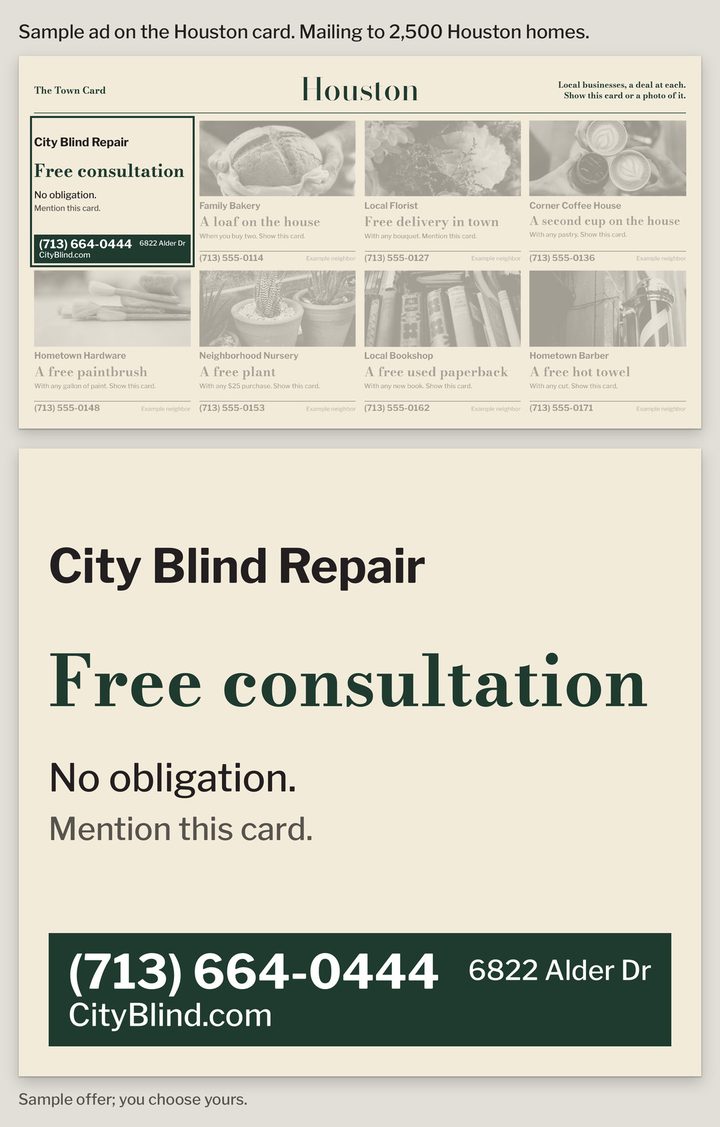 Sample ad on the Houston card. Mailing to 2,500 Houston homes.
The Town Card
Houston
Local businesses, a deal at each.
Show this card or a photo of it.
City Blind Repair
Free consultation
No obligation.
Mention this card.
(713) 664-0444 6822 Alder Dr
CityBlind.com
Family Bakery
A loaf on the house
When you buy two. Show this card.
(713) 555-0114 Example neighbor
Local Florist
Free delivery in town
With any bouquet. Mention this card.
(713) 555-0127 Example neighbor
Corner Coffee House
A second cup on the house
With any pastry. Show this card.
(713) 555-0136 Example neighbor
Hometown Hardware
A free paintbrush
With any gallon of paint. Show this card.
(713) 555-0148 Example neighbor
Neighborhood Nursery
A free plant
With any $25 purchase. Show this card.
(713) 555-0153 Example neighbor
Local Bookshop
A free used paperback
With any new book. Show this card.
(713) 555-0162 Example neighbor
Hometown Barber
A free hot towel
With any cut. Show this card.
(713) 555-0171 Example neighbor
City Blind Repair
Free consultation
No obligation.
Mention this card.
(713) 664-0444 6822 Alder Dr
CityBlind.com
Sample offer; you choose yours.